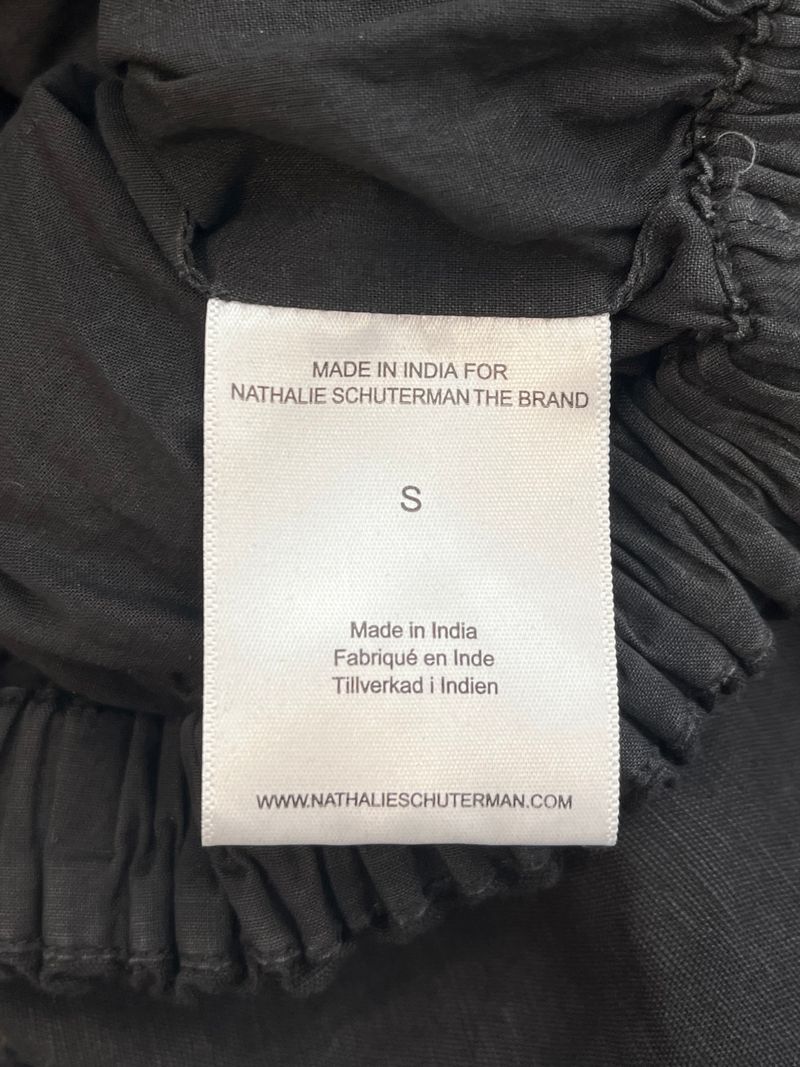 MADE IN INDIA FOR
NATHALIE SCHUTERMAN THE BRAND
S
Made in India
Fabriqué en Inde
Tillverkad i Indien
WWW.NATHALIESCHUTERMAN.COM